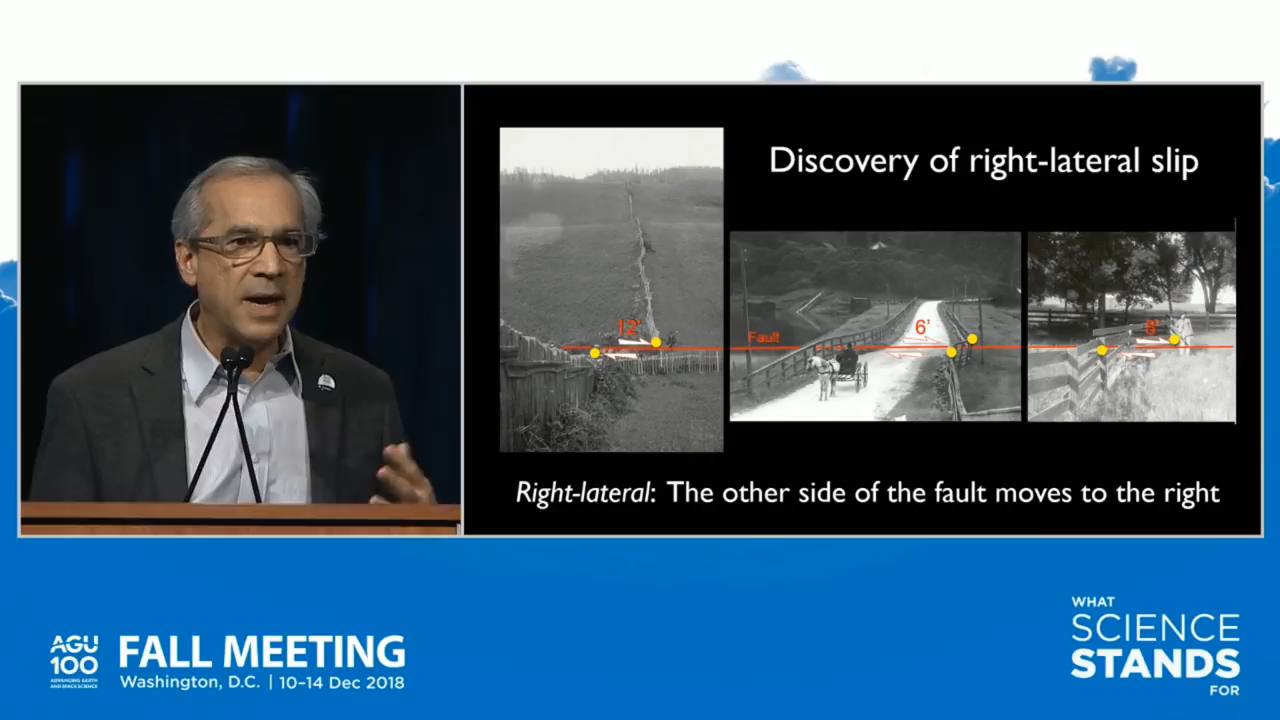 Discovery of right-lateral slip
12'
Fault
6'
8'
Right-lateral: The other side of the fault moves to the right
AGU
100
ADVANCING EARTH
AND SPACE SCIENCE
FALL MEETING
Washington, D.C. | 10–14 Dec 2018
WHAT
SCIENCE
STANDS
FOR